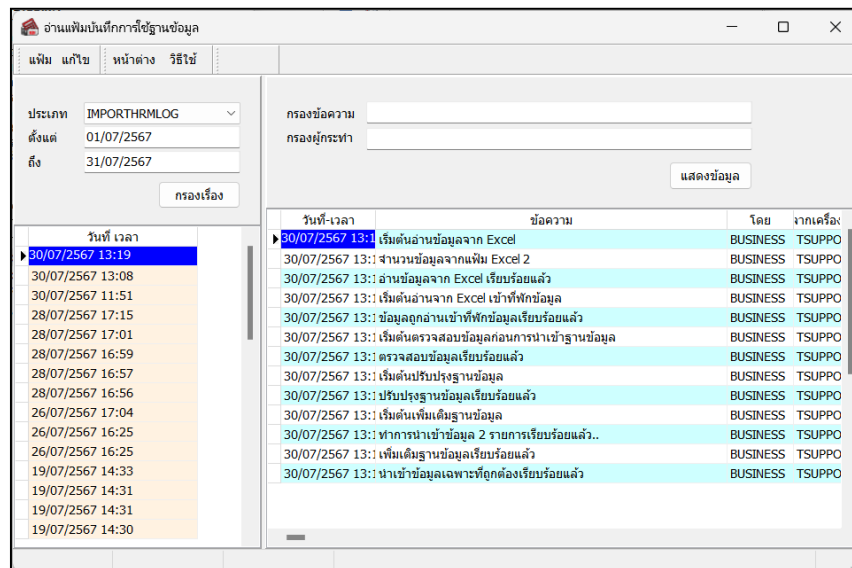 อ่านแฟ้มบันทึกการใช้ฐานข้อมูล
แฟ้ม แก้ไข หน้าต่าง วิธีใช้
ประเภท IMPORTHRMLOG
ตั้งแต่ 01/07/2567
ถึง 31/07/2567
กรองเรื่อง
กรองข้อความ
กรองผู้กระทำ
แสดงข้อมูล
วันที่ เวลา
30/07/2567 13:19
30/07/2567 13:08
30/07/2567 11:51
28/07/2567 17:15
28/07/2567 17:01
28/07/2567 16:59
28/07/2567 16:57
28/07/2567 16:56
26/07/2567 17:04
26/07/2567 16:25
26/07/2567 16:25
19/07/2567 14:33
19/07/2567 14:31
19/07/2567 14:31
19/07/2567 14:30
วันที่-เวลา ข้อความ โดย จากเครื่อง
30/07/2567 13:1 เริ่มต้นอ่านข้อมูลจาก Excel BUSINESS TSUPPO
30/07/2567 13:1 จำนวนข้อมูลจากแฟ้ม Excel 2 BUSINESS TSUPPO
30/07/2567 13:1 อ่านข้อมูลจาก Excel เรียบร้อยแล้ว BUSINESS TSUPPO
30/07/2567 13:1 เริ่มต้นอ่านจาก Excel เข้าที่พักข้อมูล BUSINESS TSUPPO
30/07/2567 13:1 ข้อมูลถูกอ่านเข้าที่พักข้อมูลเรียบร้อยแล้ว BUSINESS TSUPPO
30/07/2567 13:1 เริ่มต้นตรวจสอบข้อมูลก่อนการนำเข้าฐานข้อมูล BUSINESS TSUPPO
30/07/2567 13:1 ตรวจสอบข้อมูลเรียบร้อยแล้ว BUSINESS TSUPPO
30/07/2567 13:1 เริ่มต้นปรับปรุงฐานข้อมูล BUSINESS TSUPPO
30/07/2567 13:1 ปรับปรุงฐานข้อมูลเรียบร้อยแล้ว BUSINESS TSUPPO
30/07/2567 13:1 เริ่มต้นเพิ่มเติมฐานข้อมูล BUSINESS TSUPPO
30/07/2567 13:1 ทำการนำเข้าข้อมูล 2 รายการเรียบร้อยแล้ว.. BUSINESS TSUPPO
30/07/2567 13:1 เพิ่มเติมฐานข้อมูลเรียบร้อยแล้ว BUSINESS TSUPPO
30/07/2567 13:1 นำเข้าข้อมูลเฉพาะที่ถูกต้องเรียบร้อยแล้ว BUSINESS TSUPPO